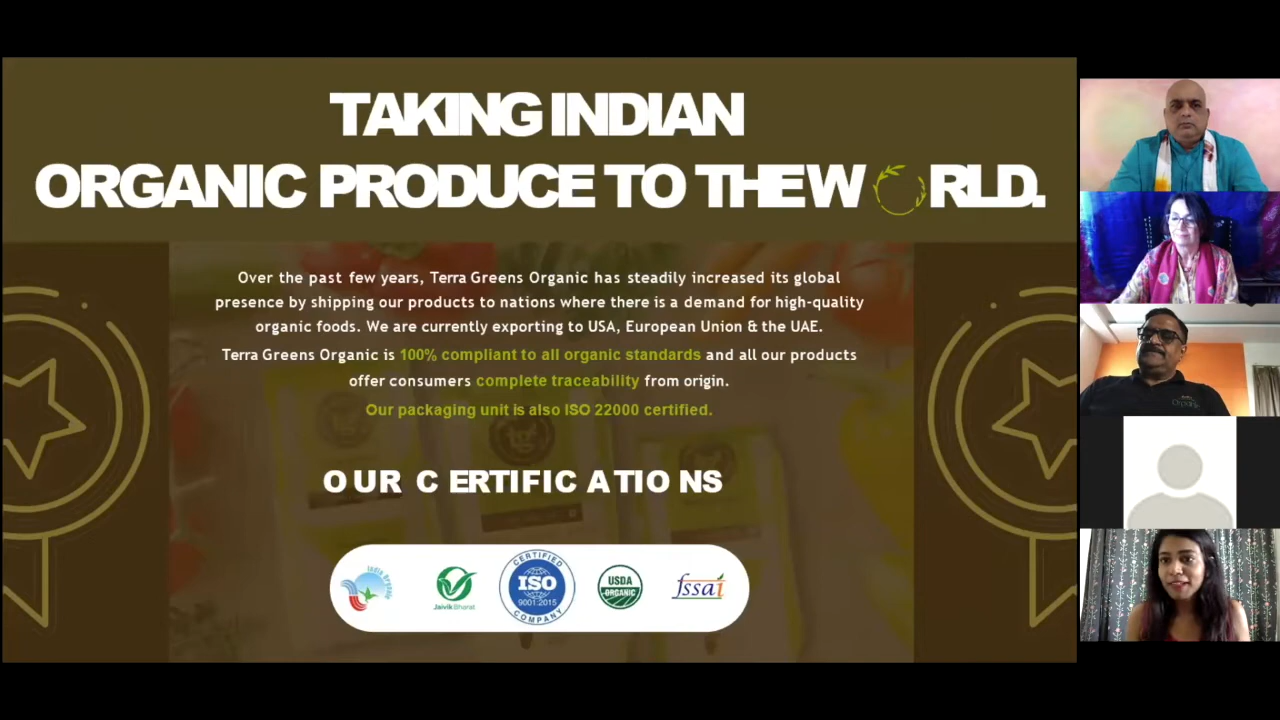 TAKING INDIAN
ORGANIC PRODUCE TO THE W RLD.
Over the past few years, Terra Greens Organic has steadily increased its global
presence by shipping our products to nations where there is a demand for high-quality
organic foods. We are currently exporting to USA, European Union & the UAE.
Terra Greens Organic is 100% compliant to all organic standards and all our products
offer consumers complete traceability from origin.
Our packaging unit is also ISO 22000 certified.
OUR CERTIFICATIONS
India Organic
Jaivik Bharat
CERTIFIED
ISO
9001:2015
COMPANY
USDA
ORGANIC
fssai